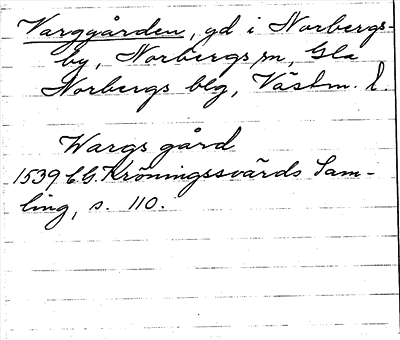 Varggården, gd i Norbergs-
by, Norbergs sn, Gla
Norbergs blg, Västm. l.
Wargs gård
1539 C.G. Kröningssvärds Sam-
ling, s. 110.